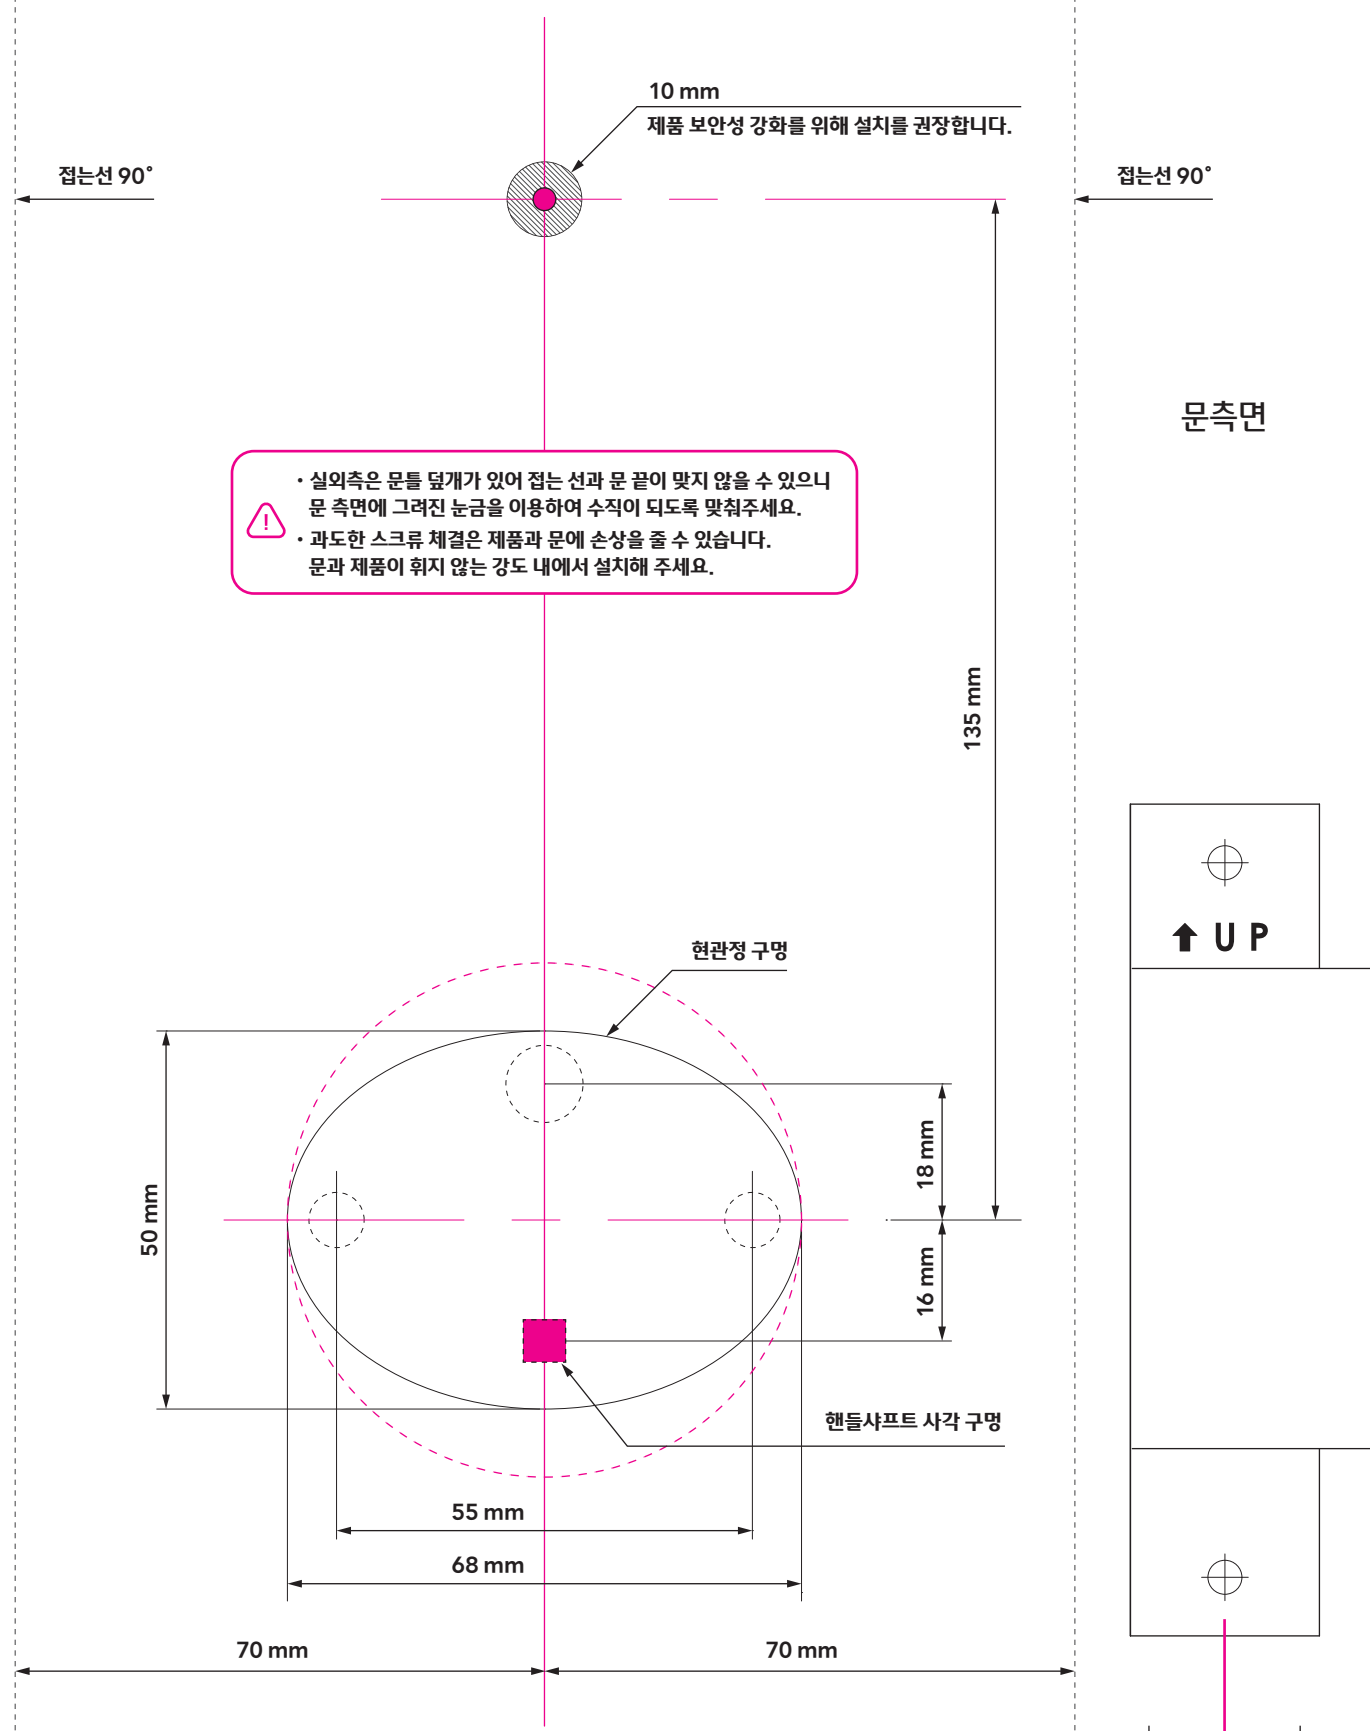 10 mm
제품 보안성 강화를 위해 설치를 권장합니다.
접는선 90°
접는선 90°
문측면
· 실외측은 문틀 덮개가 있어 접는 선과 문 끝이 맞지 않을 수 있으니
문 측면에 그려진 눈금을 이용하여 수직이 되도록 맞춰주세요.
!
· 과도한 스크류 체결은 제품과 문에 손상을 줄 수 있습니다.
문과 제품이 휘지 않는 강도 내에서 설치해 주세요.
135 mm
UP
현관정 구멍
18 mm
50 mm
16 mm
핸들샤프트 사각 구멍
55 mm
68 mm
70 mm
70 mm